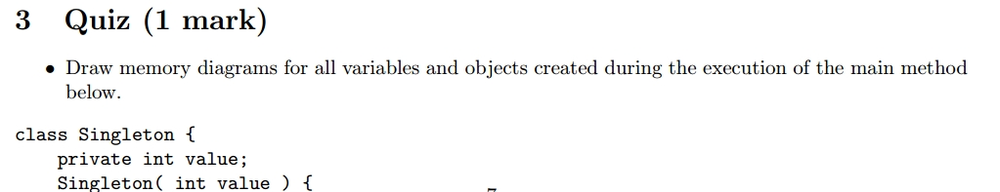 3 Quiz (1 mark)
• Draw memory diagrams for all variables and objects created during the execution of the main method
below.
class Singleton {
private int value;
Singleton( int value ) {